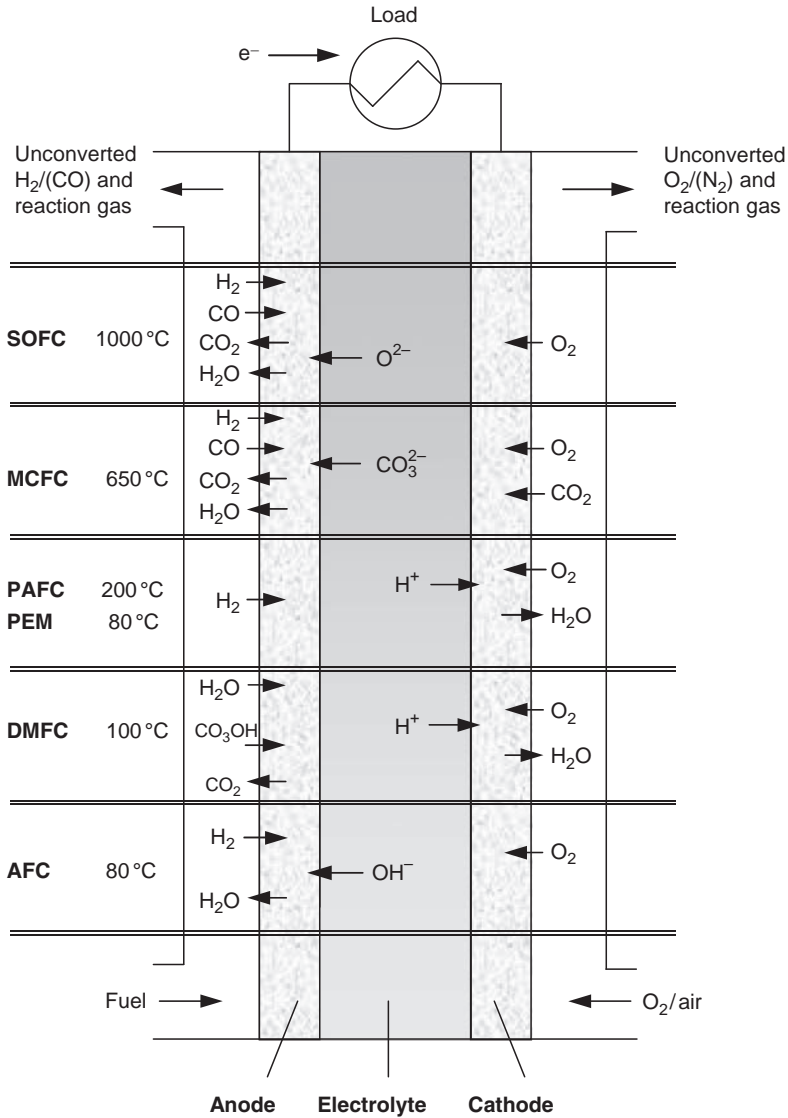 Load
e⁻
Unconverted
H₂/(CO) and
reaction gas
Unconverted
O₂/(N₂) and
reaction gas
SOFC 1000 °C
H₂
CO
CO₂
H₂O
O²⁻
O₂
MCFC 650 °C
H₂
CO
CO₂
H₂O
CO₃²⁻
O₂
CO₂
PAFC 200 °C
PEM 80 °C
H₂
H⁺
O₂
H₂O
DMFC 100 °C
H₂O
CO₃OH
CO₂
H⁺
O₂
H₂O
AFC 80 °C
H₂
H₂O
OH⁻
O₂
Fuel
O₂/air
Anode Electrolyte Cathode